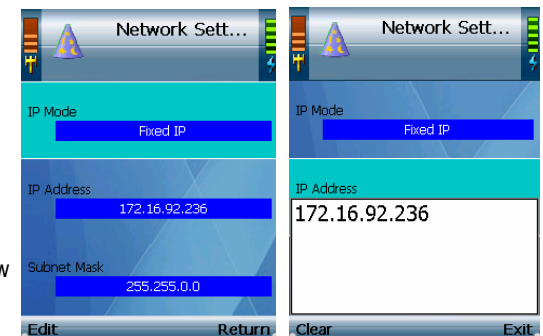 Network Sett...
IP Mode
Fixed IP
IP Address
172.16.92.236
Subnet Mask
255.255.0.0
Edit Return
w
Network Sett...
IP Mode
Fixed IP
IP Address
172.16.92.236
Clear Exit